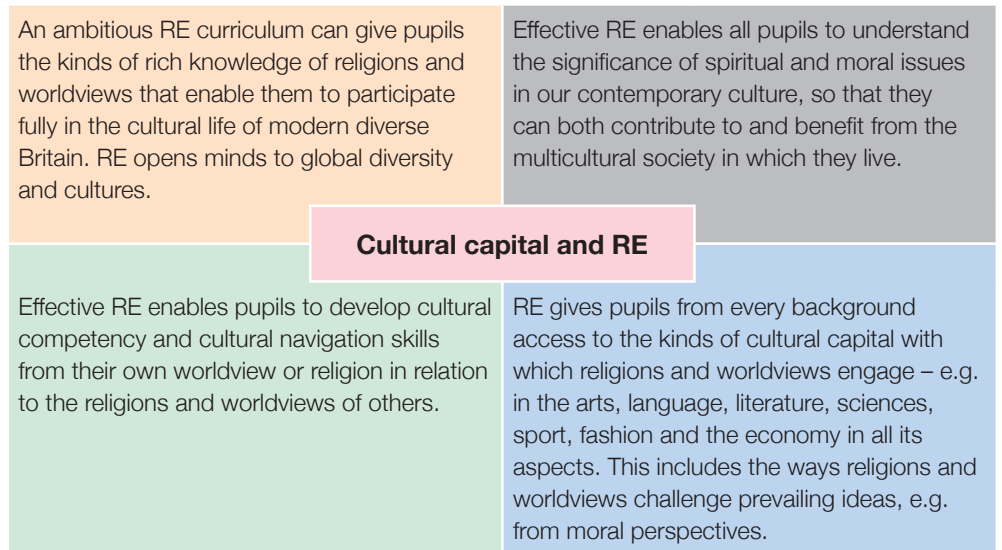 An ambitious RE curriculum can give pupils
the kinds of rich knowledge of religions and
worldviews that enable them to participate
fully in the cultural life of modern diverse
Britain. RE opens minds to global diversity
and cultures.
Effective RE enables all pupils to understand
the significance of spiritual and moral issues
in our contemporary culture, so that they
can both contribute to and benefit from the
multicultural society in which they live.
Cultural capital and RE
Effective RE enables pupils to develop cultural
competency and cultural navigation skills
from their own worldview or religion in relation
to the religions and worldviews of others.
RE gives pupils from every background
access to the kinds of cultural capital with
which religions and worldviews engage – e.g.
in the arts, language, literature, sciences,
sport, fashion and the economy in all its
aspects. This includes the ways religions and
worldviews challenge prevailing ideas, e.g.
from moral perspectives.